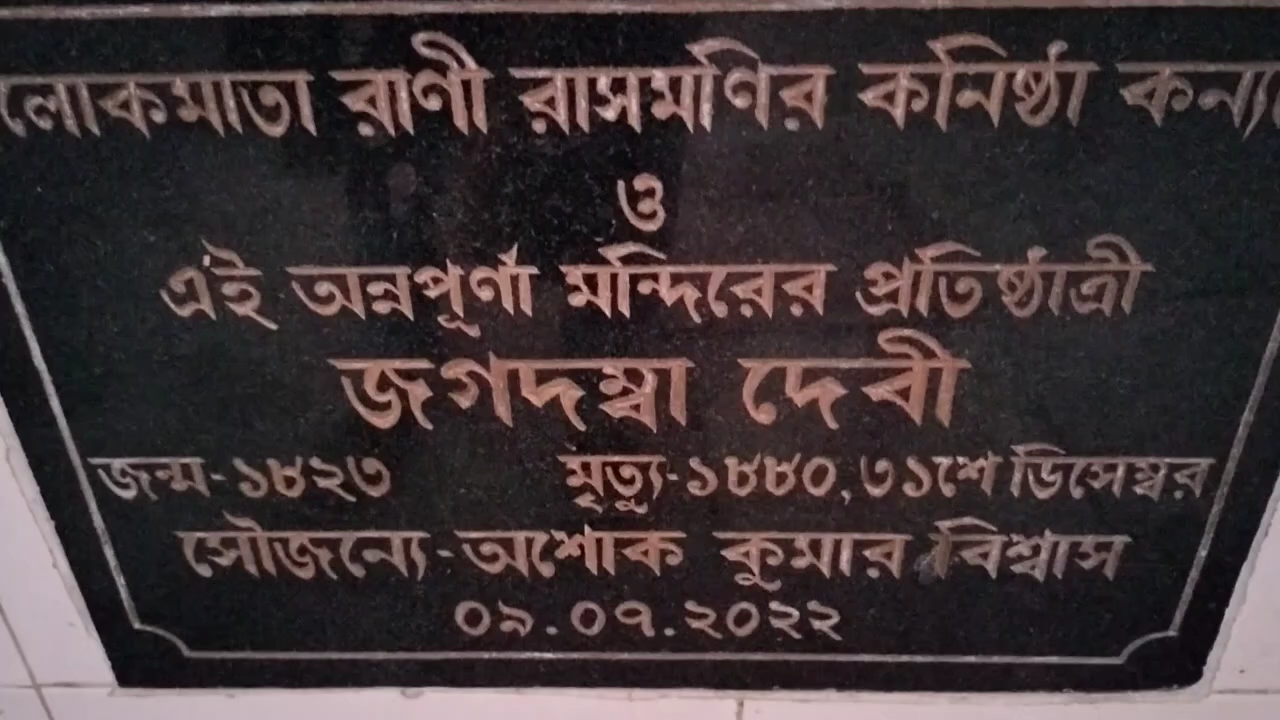 লোকমাতা রাণী রাসমণির কনিষ্ঠা কন্যা
ও
এই অন্নপূর্ণা মন্দিরের প্রতিষ্ঠাত্রী
জগদম্বা দেবী
জন্ম-১৮২৩ মৃত্যু-১৮৮০,৩১শে ডিসেম্বর
সৌজন্যে-অশোক কুমার বিশ্বাস
০৯.০৭.২০২২